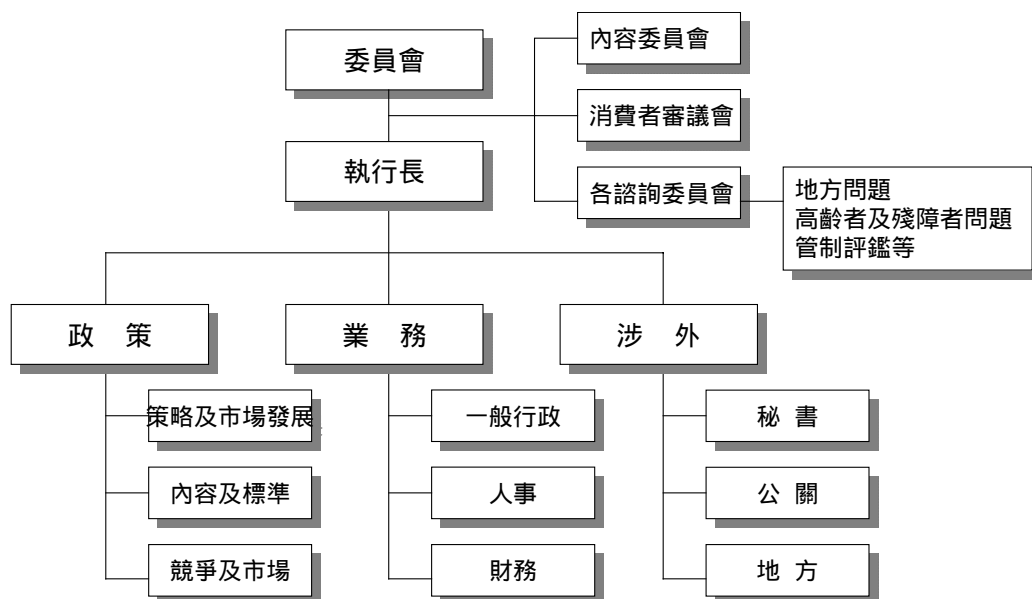 委員會
內容委員會
消費者審議會
執行長
各諮詢委員會
地方問題
高齡者及殘障者問題
管制評鑑等
政 策
業 務
涉 外
策略及市場發展
一般行政
秘 書
內容及標準
人事
公 關
競爭及市場
財務
地 方